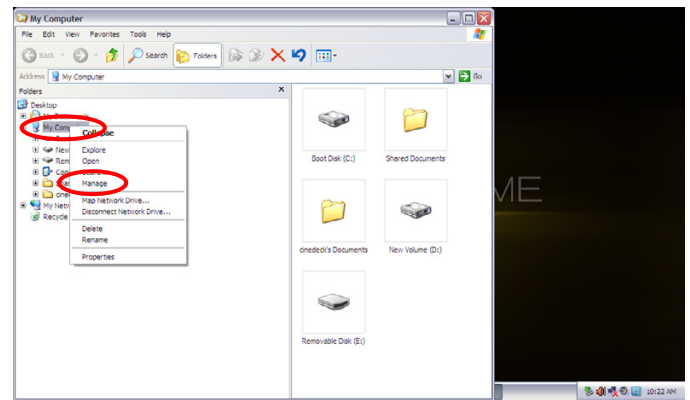 My Computer
File Edit View Favorites Tools Help
Back Search Folders
Address My Computer Go
Folders
Desktop
My Computer
Collapse
New
Explore
Rem
Open
Manage
Map Network Drive...
My Netw
Disconnect Network Drive...
Recycle
Delete
Rename
Properties
Boot Disk (C:)
Shared Documents
cinedeck's Documents
New Volume (D:)
Removable Disk (E:)
ME
10:22 AM